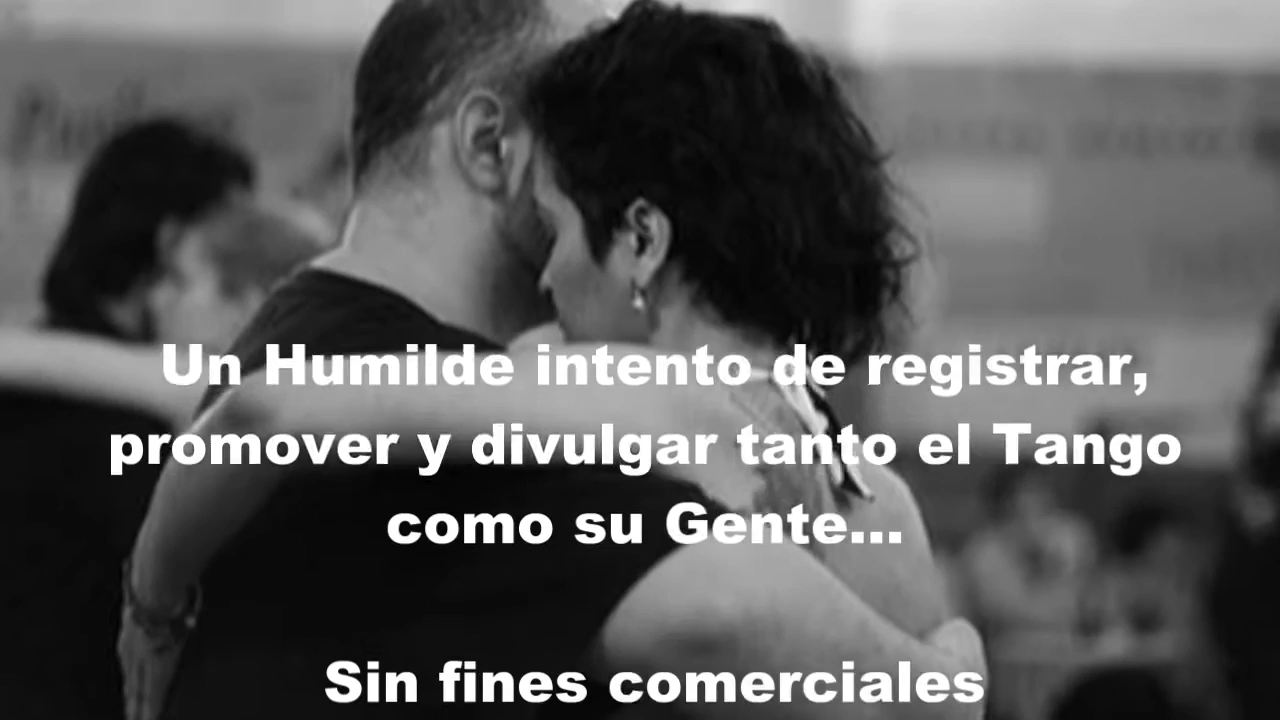 Un Humilde intento de registrar,
promover y divulgar tanto el Tango
como su Gente...
Sin fines comerciales